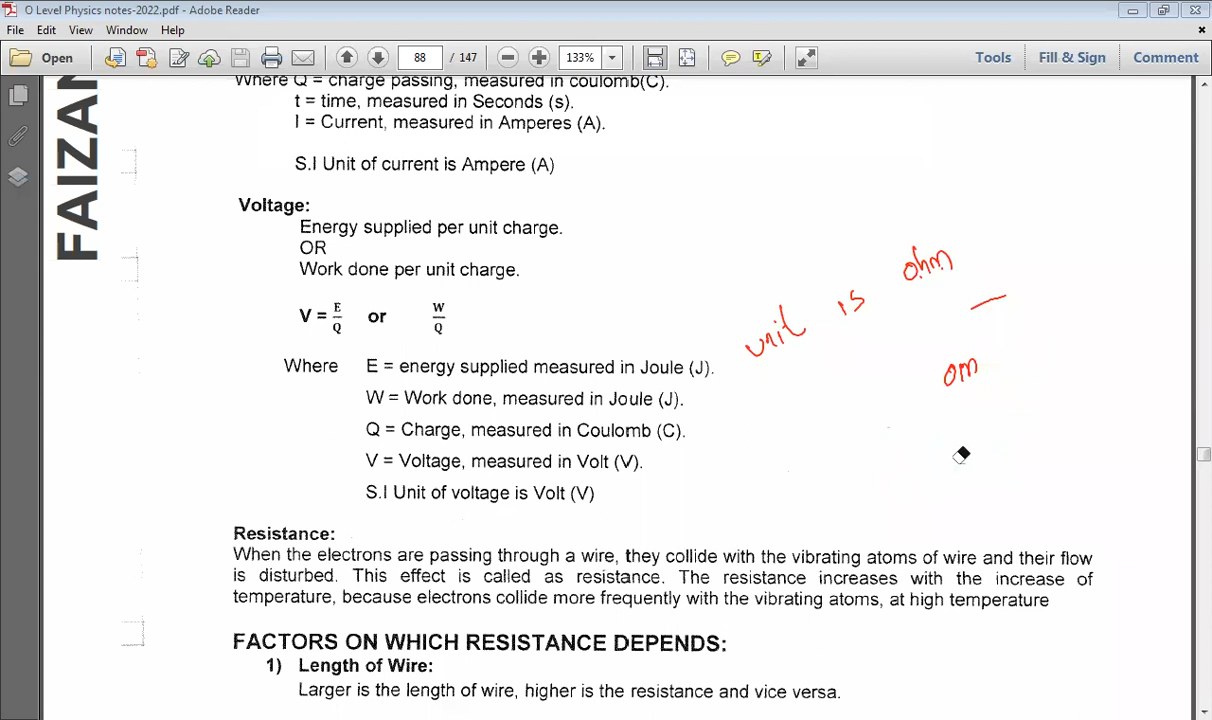 O Level Physics notes-2022.pdf - Adobe Reader
File Edit View Window Help
Open 88 / 147 133% Tools Fill & Sign Comment
FAIZAN
Where Q = charge passing, measured in coulomb(C).
t = time, measured in Seconds (s).
I = Current, measured in Amperes (A).
S.I Unit of current is Ampere (A)
Voltage:
Energy supplied per unit charge.
OR
Work done per unit charge.
V = E/Q or W/Q
unit is ohm
om
Where E = energy supplied measured in Joule (J).
W = Work done, measured in Joule (J).
Q = Charge, measured in Coulomb (C).
V = Voltage, measured in Volt (V).
S.I Unit of voltage is Volt (V)
Resistance:
When the electrons are passing through a wire, they collide with the vibrating atoms of wire and their flow
is disturbed. This effect is called as resistance. The resistance increases with the increase of
temperature, because electrons collide more frequently with the vibrating atoms, at high temperature
FACTORS ON WHICH RESISTANCE DEPENDS:
1) Length of Wire:
Larger is the length of wire, higher is the resistance and vice versa.